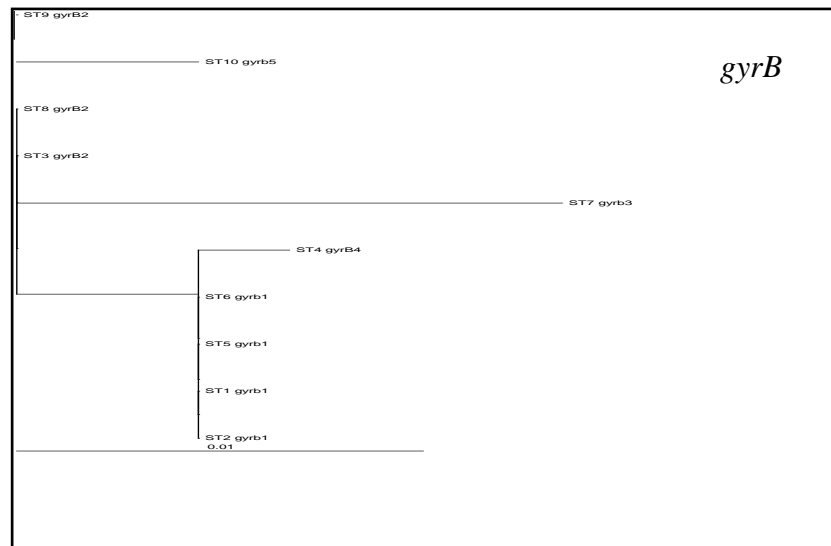 ST9 gyrB2
gyrB
ST10 gyrb5
ST8 gyrB2
ST3 gyrB2
ST7 gyrb3
ST4 gyrB4
ST6 gyrb1
ST5 gyrb1
ST1 gyrb1
ST2 gyrb1
0.01